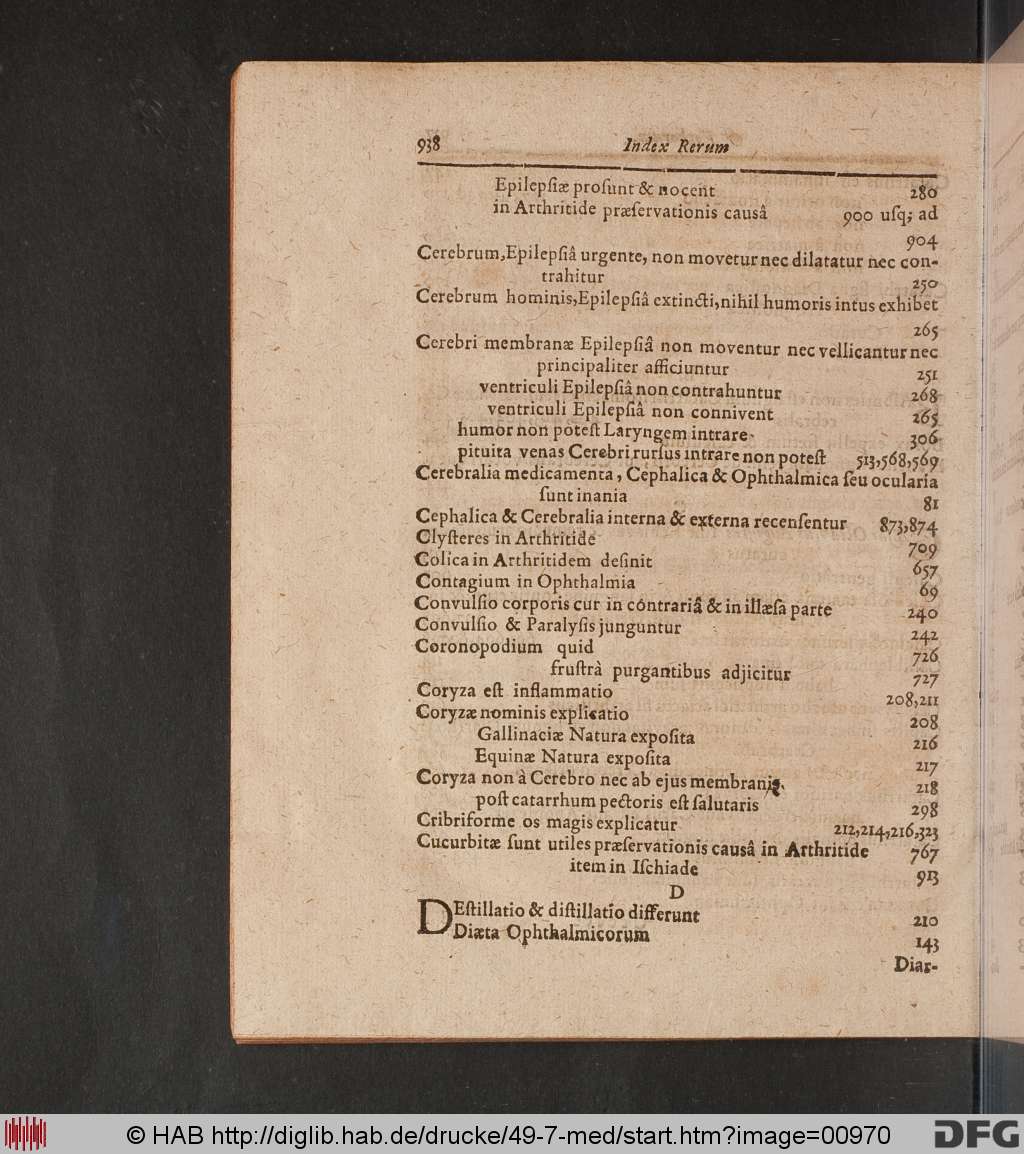 938 Index Rerum
Epilepſiæ proſunt & nocent 280
in Arthritide præſervationis causâ 900 uſq; ad
904
Cerebrum,Epilepſiâ urgente, non movetur nec dilatatur nec con-
trahitur 250
Cerebrum hominis,Epilepſiâ extincti,nihil humoris intus exhibet
265
Cerebri membranæ Epilepſiâ non moventur nec vellicantur nec
principaliter afficiuntur 251
ventriculi Epilepſiâ non contrahuntur 268
ventriculi Epilepſiâ non connivent 265
humor non poteſt Laryngem intrare 306
pituita venas Cerebri rurſus intrare non poteſt 513,568,569
Cerebralia medicamenta, Cephalica & Ophthalmica ſeu ocularia
ſunt inania 81
Cephalica & Cerebralia interna & externa recenſentur 873,874
Clyſteres in Arthritide 709
Colica in Arthritidem deſinit 657
Contagium in Ophthalmia 69
Convulſio corporis cur in contrariâ & in illæſa parte 240
Convulſio & Paralyſis junguntur 242
Coronopodium quid 726
fruſtrà purgantibus adjicitur 727
Coryza eſt inflammatio 208,211
Coryzæ nominis explicatio 208
Gallinaciæ Natura expoſita 216
Equinæ Natura expoſita 217
Coryza non à Cerebro nec ab ejus membranis 218
poſt catarrhum pectoris eſt ſalutaris 298
Cribriforme os magis explicatur 212,214,216,323
Cucurbitæ ſunt utiles præſervationis causâ in Arthritide 767
item in Iſchiade 913
D
DEſtillatio & diſtillatio differunt 210
Diæta Ophthalmicorum 143
Diar-
© HAB http://diglib.hab.de/drucke/49-7-med/start.htm?image=00970 DFG